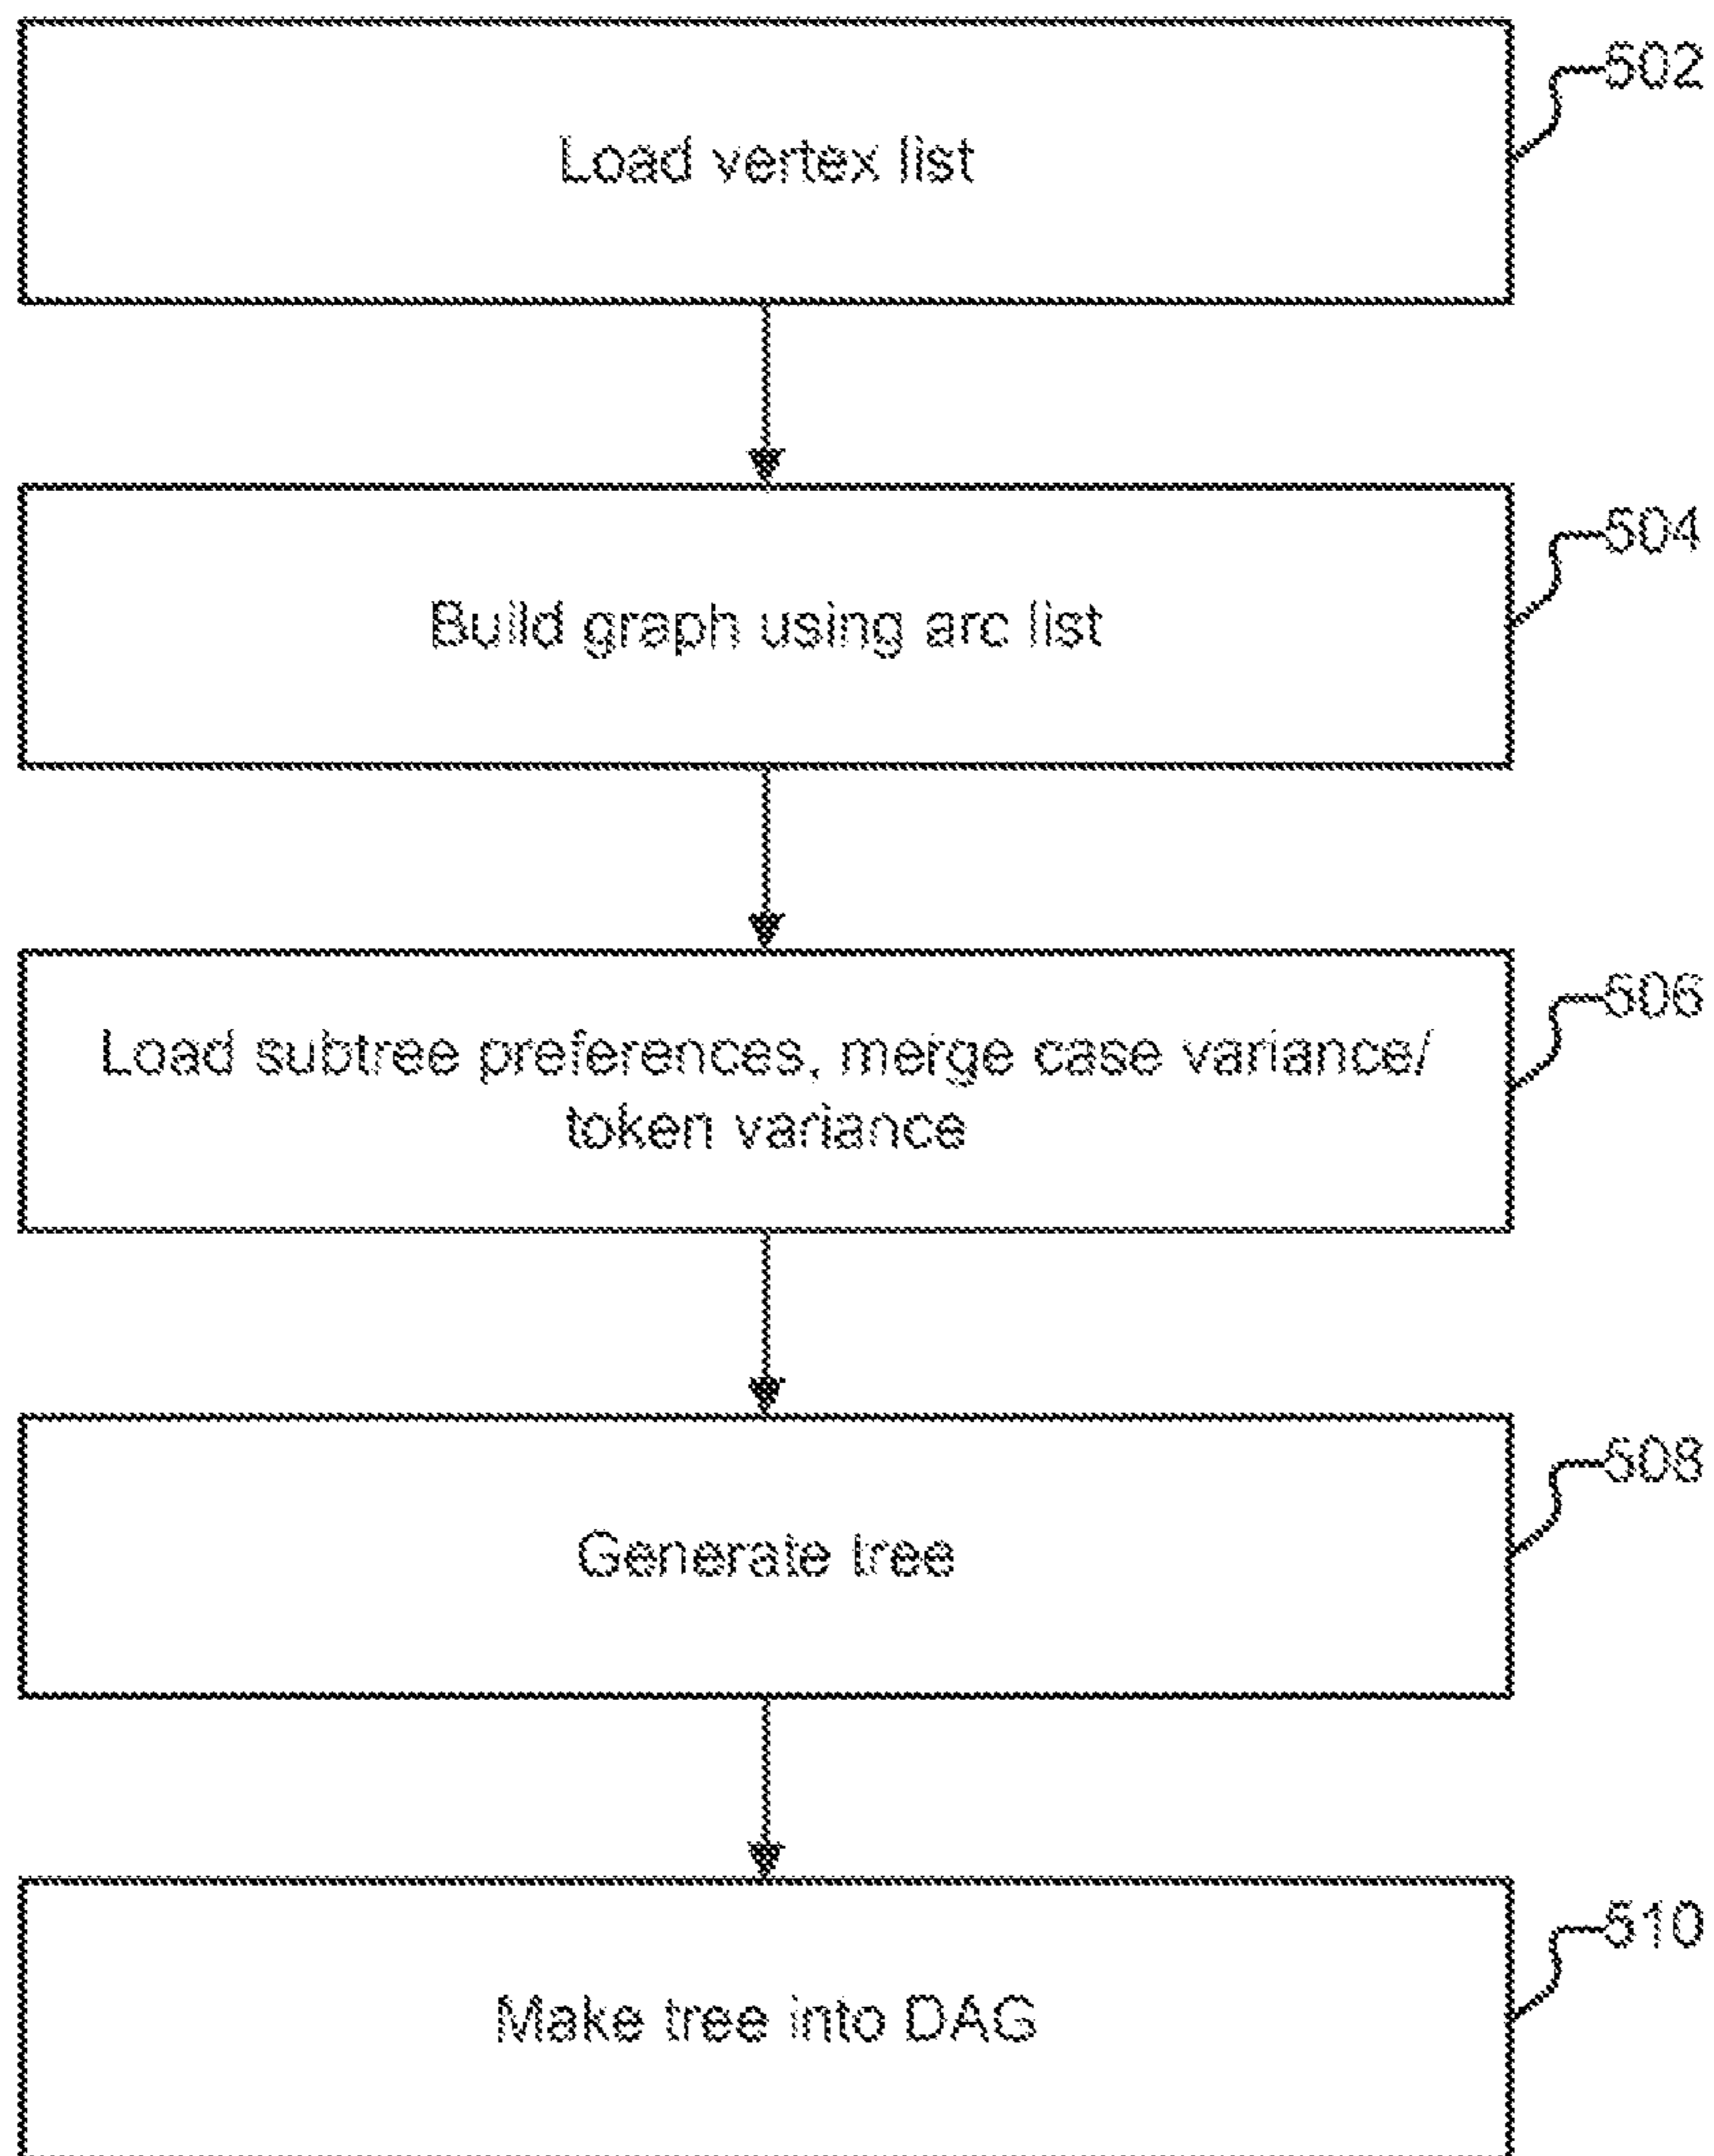 502
Load vertex list
504
Build graph using arc list
506
Load subtree preferences, merge case variance/
token variance
508
Generate tree
510
Make tree into DAG